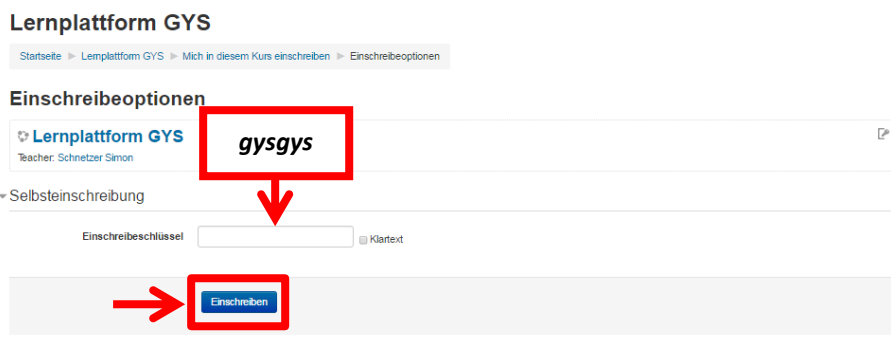 Lernplattform GYS
Startseite ▶ Lernplattform GYS ▶ Mich in diesem Kurs einschreiben ▶ Einschreibeoptionen
Einschreibeoptionen
Lernplattform GYS
Teacher: Schnetzer Simon
gysgys
Selbsteinschreibung
Einschreibeschlüssel
Klartext
Einschreiben